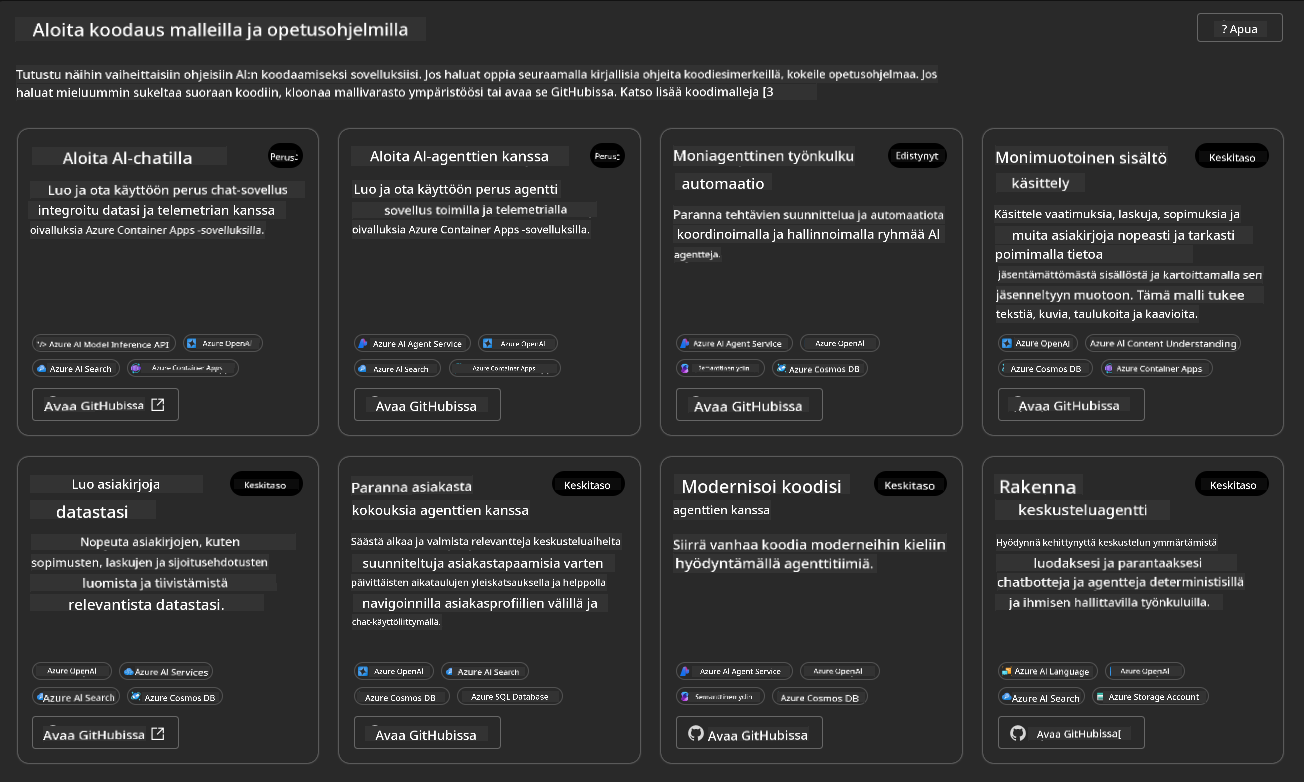 Aloita koodaus malleilla ja opetusohjelmilla
? Apua
Tutustu näihin vaiheittaisiin ohjeisiin AI:n koodaamiseksi sovelluksiisi. Jos haluat oppia seuraamalla kirjallisia ohjeita koodiesimerkeillä, kokeile opetusohjelmaa. Jos
haluat mieluummin sukeltaa suoraan koodiin, kloonaa mallivarasto ympäristöösi tai avaa se GitHubissa. Katso lisää koodimalleja [3
Aloita AI-chatilla
Perus:
Luo ja ota käyttöön perus chat-sovellus
integroitu datasi ja telemetrian kanssa
oivalluksia Azure Container Apps -sovelluksilla.
"/> Azure AI Model Inference API
Azure OpenAI
Azure AI Search
Azure Container Apps
Avaa GitHubissa
Aloita AI-agenttien kanssa
Perus:
Luo ja ota käyttöön perus agentti
sovellus toimilla ja telemetrialla
oivalluksia Azure Container Apps -sovelluksilla.
Azure AI Agent Service
Azure OpenAI
Azure AI Search
Azure Container Apps
Avaa GitHubissa
Moniagenttinen työnkulku
Edistynyt
automaatio
Paranna tehtävien suunnittelua ja automaatiota
koordinoimalla ja hallinnoimalla ryhmää AI
agentteja.
Azure AI Agent Service
Azure OpenAI
Semanttinen ydin
Azure Cosmos DB
Avaa GitHubissa
Monimuotoinen sisältö
Keskitaso
käsittely
Käsittele vaatimuksia, laskuja, sopimuksia ja
muita asiakirjoja nopeasti ja tarkasti
poimimalla tietoa
jäsentämättömästä sisällöstä ja kartoittamalla sen
jäsenneltyyn muotoon. Tämä malli tukee
tekstiä, kuvia, taulukoita ja kaavioita.
Azure OpenAI
Azure AI Content Understanding
Azure Cosmos DB
Azure Container Apps
Avaa GitHubissa
Luo asiakirjoja
Keskitaso
datastasi
Nopeuta asiakirjojen, kuten
sopimusten, laskujen ja sijoitusehdotusten
luomista ja tiivistämistä
relevantista datastasi.
Azure OpenAI
Azure AI Services
Azure AI Search
Azure Cosmos DB
Avaa GitHubissa
Paranna asiakasta
Keskitaso
kokouksia agenttien kanssa
Säästä aikaa ja valmista relevantteja keskusteluaiheita
suunniteltuja asiakastapaamisia varten
päivittäisten aikataulujen yleiskatsauksella ja helppolla
navigoinnilla asiakasprofiilien välillä ja
chat-käyttöliittymällä.
Azure OpenAI
Azure AI Search
Azure Cosmos DB
Azure SQL Database
Avaa GitHubissa
Modernisoi koodisi
Keskitaso
agenttien kanssa
Siirrä vanhaa koodia moderneihin kieliin
hyödyntämällä agenttitiimiä.
Azure AI Agent Service
Azure OpenAI
Semanttinen ydin
Azure Cosmos DB
Avaa GitHubissa
Rakenna
Keskitaso
keskusteluagentti
Hyödynnä kehittynyttä keskustelun ymmärtämistä
luodaksesi ja parantaaksesi
chatbotteja ja agentteja deterministisillä
ja ihmisen hallittavilla työnkuluilla.
Azure AI Language
Azure OpenAI
Azure AI Search
Azure Storage Account
Avaa GitHubissa[